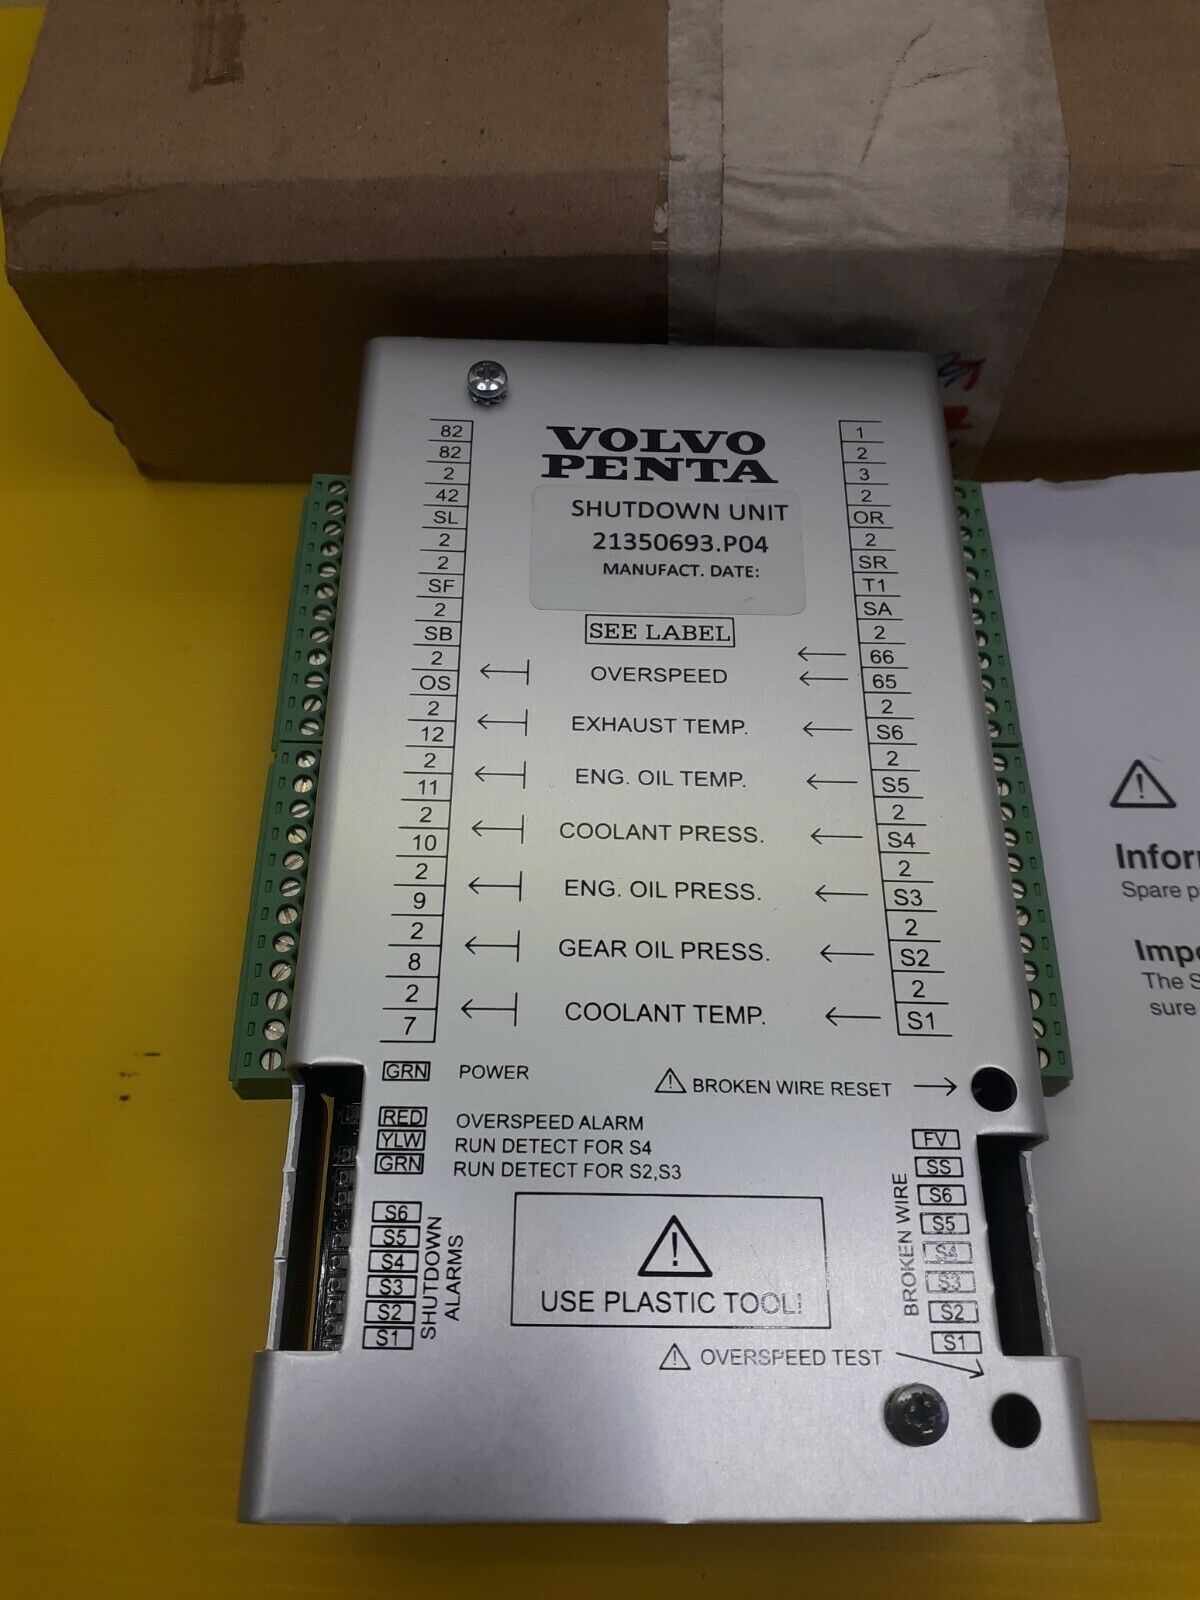 VOLVO
PENTA
SHUTDOWN UNIT
21350693.P04
MANUFACT. DATE:
SEE LABEL
82
82
2
42
SL
2
2
SF
2
SB
2
OS
2
12
2
11
2
10
2
9
2
8
2
7
OVERSPEED
EXHAUST TEMP.
ENG. OIL TEMP.
COOLANT PRESS.
ENG. OIL PRESS.
GEAR OIL PRESS.
COOLANT TEMP.
1
2
3
2
OR
2
SR
T1
SA
2
66
65
2
S6
2
S5
2
S4
2
S3
2
S2
2
S1
GRN POWER
BROKEN WIRE RESET
RED OVERSPEED ALARM
YLW RUN DETECT FOR S4
GRN RUN DETECT FOR S2,S3
S6
S5
S4
S3
S2
S1
SHUTDOWN
ALARMS
USE PLASTIC TOOL!
BROKEN WIRE
FV
SS
S6
S5
S4
S3
S2
S1
OVERSPEED TEST
Spare p
The S
sure